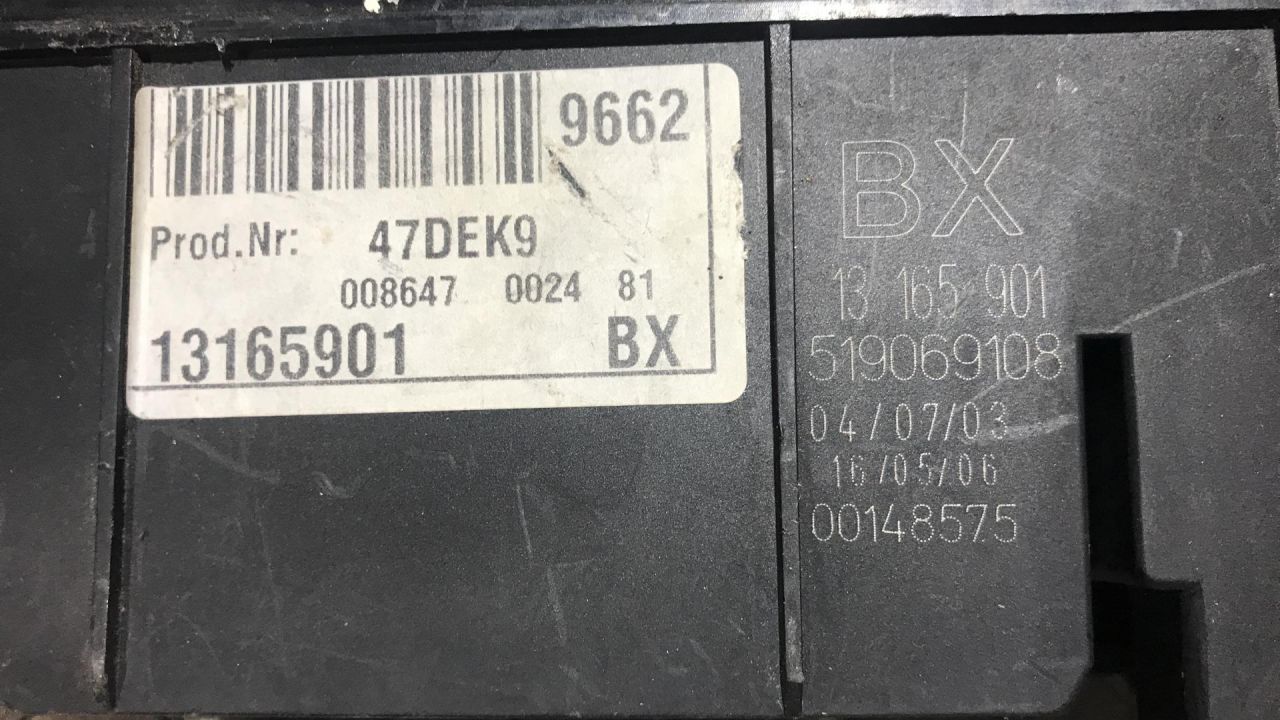 9662
Prod.Nr: 47DEK9
008647 0024 81
13165901 BX
BX
13 165 901
519069108
04/07/03
16/05/06
00148575